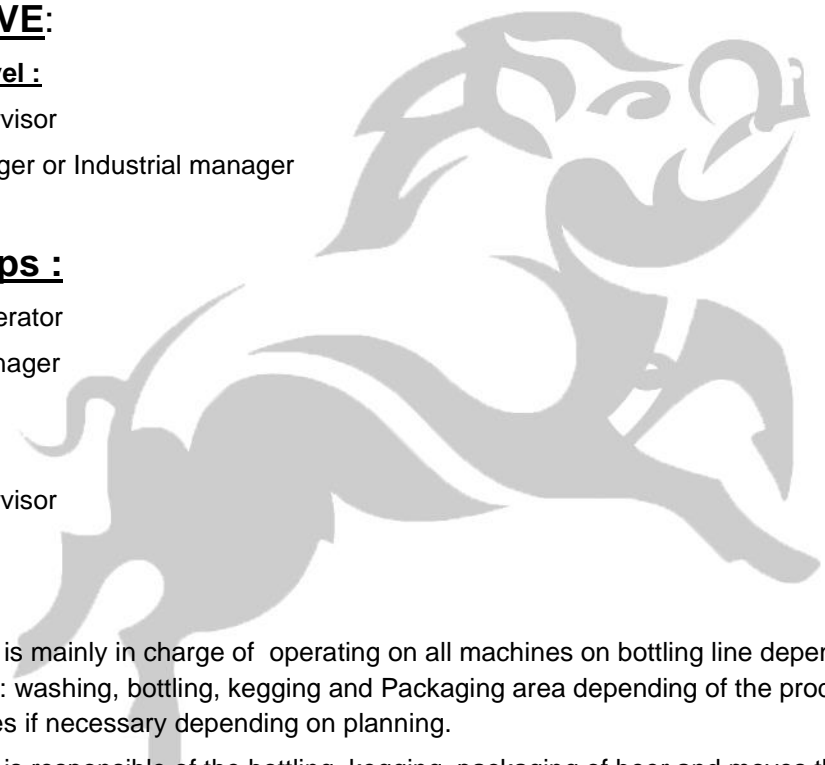 VE:
vel :
visor
ger or Industrial manager
ps :
erator
nager
visor
is mainly in charge of operating on all machines on bottling line depen
: washing, bottling, kegging and Packaging area depending of the proc
es if necessary depending on planning.
is responsible of the bottling, kegging, packaging of beer and moves th